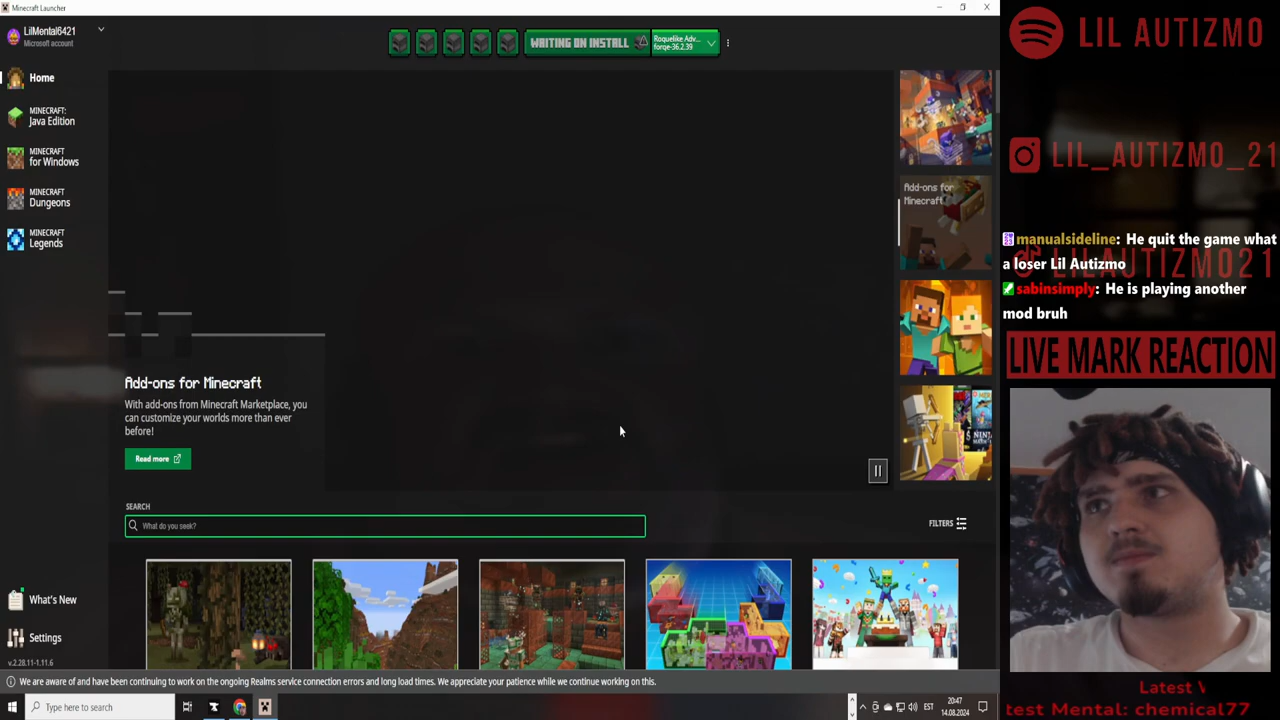 Minecraft Launcher
LilMental6421
Microsoft account
WAITING ON INSTALL
Roguelike Adv...
forge-36.2.39
Home
MINECRAFT:
Java Edition
MINECRAFT
for Windows
MINECRAFT
Dungeons
MINECRAFT
Legends
Add-ons for
Minecraft
Add-ons for Minecraft
With add-ons from Minecraft Marketplace, you
can customize your worlds more than ever
before!
Read more
SEARCH
What do you seek?
FILTERS
What's New
Settings
v.2.28.11-1.11.6
We are aware of and have been continuing to work on the ongoing Realms service connection errors and long load times. We appreciate your patience while we continue working on this.
Type here to search
EST
20:47
14.08.2024
LIL AUTIZMO
LIL_AUTIZMO_21
LILAUTIZMO21
manualsideline: He quit the game what
a loser Lil Autizmo
sabinsimply: He is playing another
mod bruh
LIVE MARK REACTION
Latest
test Mental: chemical77